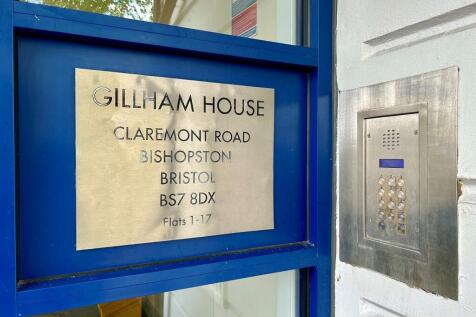 GILLHAM HOUSE
CLAREMONT ROAD
BISHOPSTON
BRISTOL
BS7 8DX
Flats 1-17